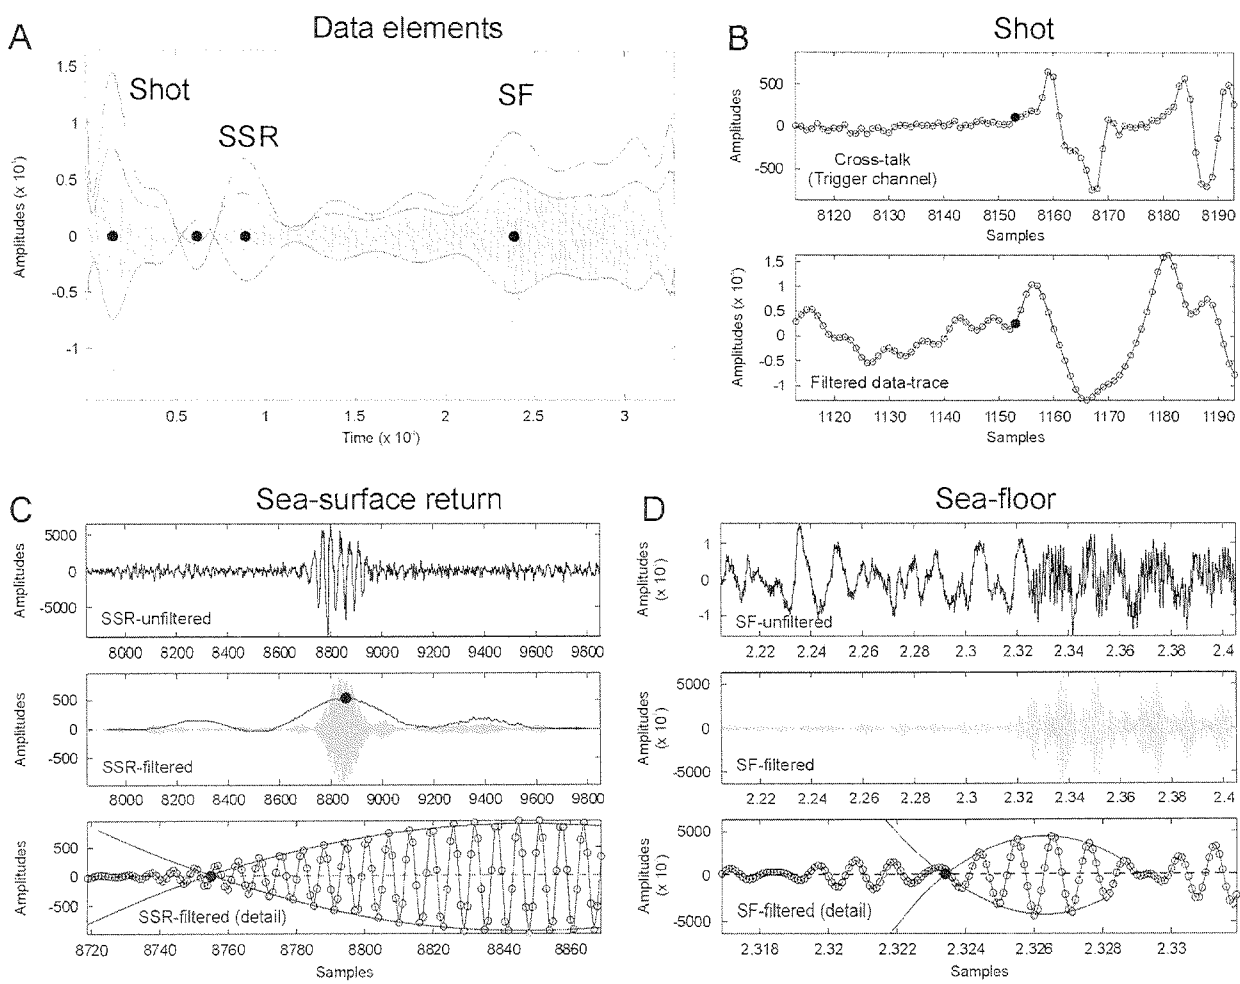 A
Data elements
1.5
1
0.5
0
-0.5
-1
Amplitudes (x 10
Shot
SSR
SF
0.5 1 1.5 2 2.5 3
Time (x 10
B
Shot
500
0
-500
Amplitudes
Cross-talk
(Trigger channel)
8120 8130 8140 8150 8160 8170 8180 8190
Samples
1.5
1
0.5
0
-0.5
-1
Amplitudes (x 10
Filtered data-trace
1120 1130 1140 1150 1160 1170 1180 1190
Samples
C
Sea-surface return
5000
0
-5000
Amplitudes
SSR-unfiltered
8000 8200 8400 8600 8800 9000 9200 9400 9600 9800
500
0
-500
Amplitudes
SSR-filtered
8000 8200 8400 8600 8800 9000 9200 9400 9600 9800
500
0
-500
Amplitudes
SSR-filtered (detail)
8720 8740 8760 8780 8800 8820 8840 8860
Samples
D
Sea-floor
1
0
-1
Amplitudes
(x 10
SF-unfiltered
2.22 2.24 2.26 2.28 2.3 2.32 2.34 2.36 2.38 2.4
5000
0
-5000
Amplitudes
(x 10
SF-filtered
2.22 2.24 2.26 2.28 2.3 2.32 2.34 2.36 2.38 2.4
5000
0
-5000
Amplitudes
(x 10
SF-filtered (detail)
2.318 2.32 2.322 2.324 2.326 2.328 2.33
Samples